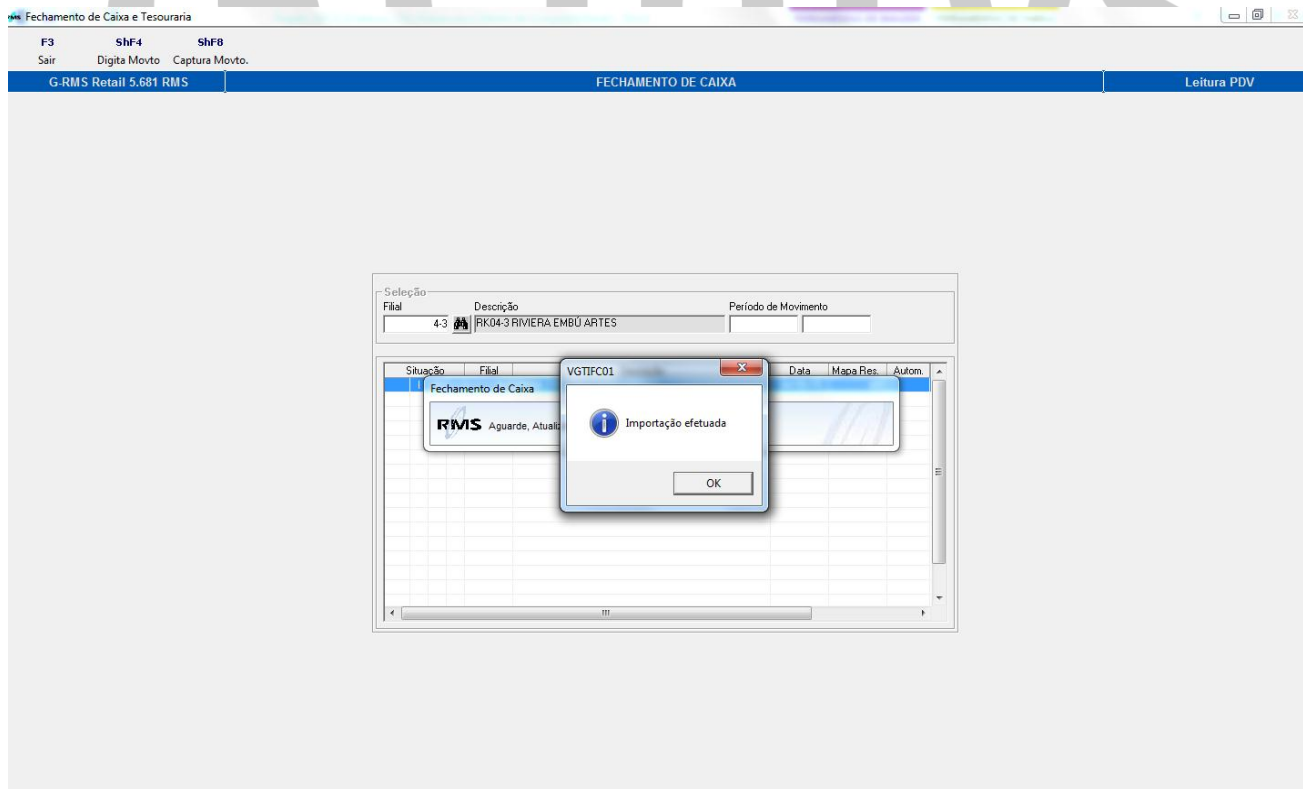 Fechamento de Caixa e Tesouraria
F3 ShF4 ShF8
Sair Digita Movto Captura Movto.
G-RMS Retail 5.681 RMS FECHAMENTO DE CAIXA Leitura PDV
Seleção
Filial Descrição Período de Movimento
4-3 RK04-3 RIVIERA EMBÚ ARTES
Situação Filial Data Mapa Res. Autom.
VGTIFC01
Fechamento de Caixa
RMS Aguarde,
Importação efetuada
OK